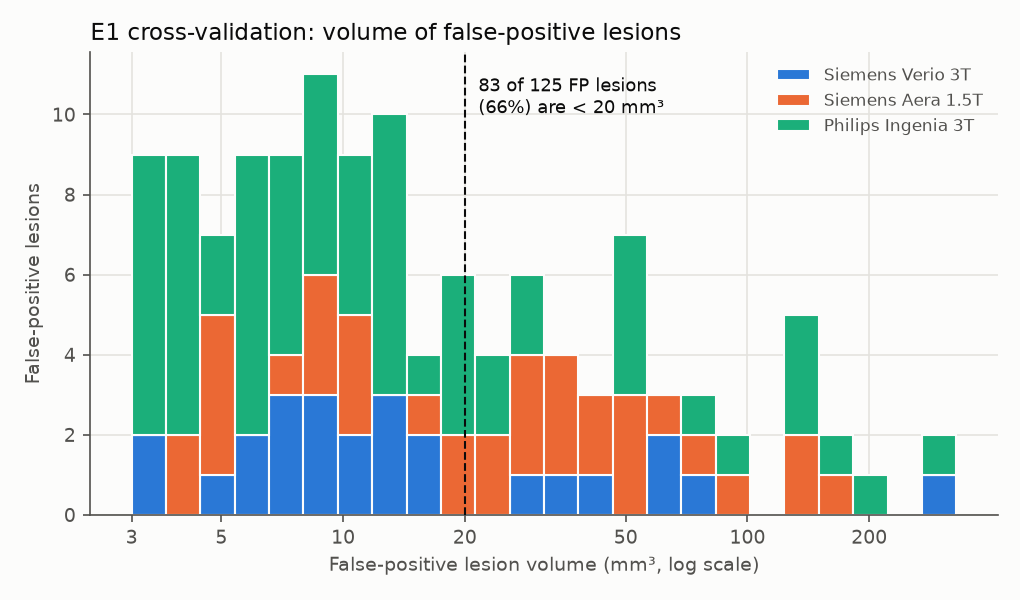 E1 cross-validation: volume of false-positive lesions
83 of 125 FP lesions
(66%) are < 20 mm³
Siemens Verio 3T
Siemens Aera 1.5T
Philips Ingenia 3T
False-positive lesions
10
8
6
4
2
0
3 5 10 20 50 100 200
False-positive lesion volume (mm³, log scale)